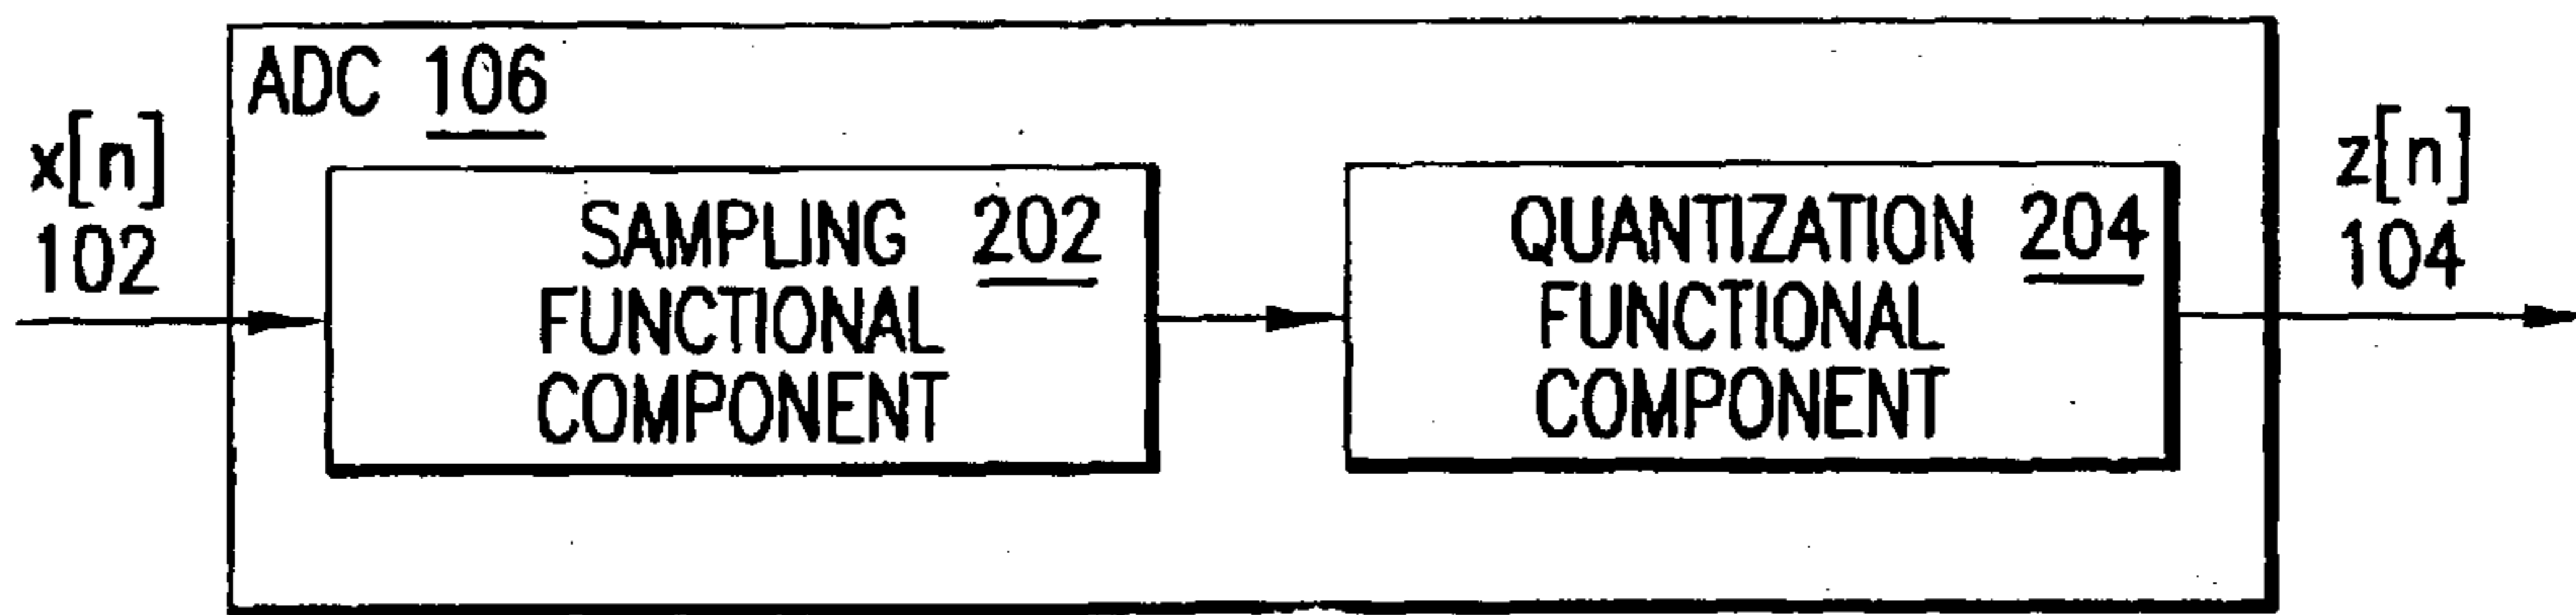 ADC 106
x[n]
102
SAMPLING 202
FUNCTIONAL
COMPONENT
QUANTIZATION 204
FUNCTIONAL
COMPONENT
z[n]
104